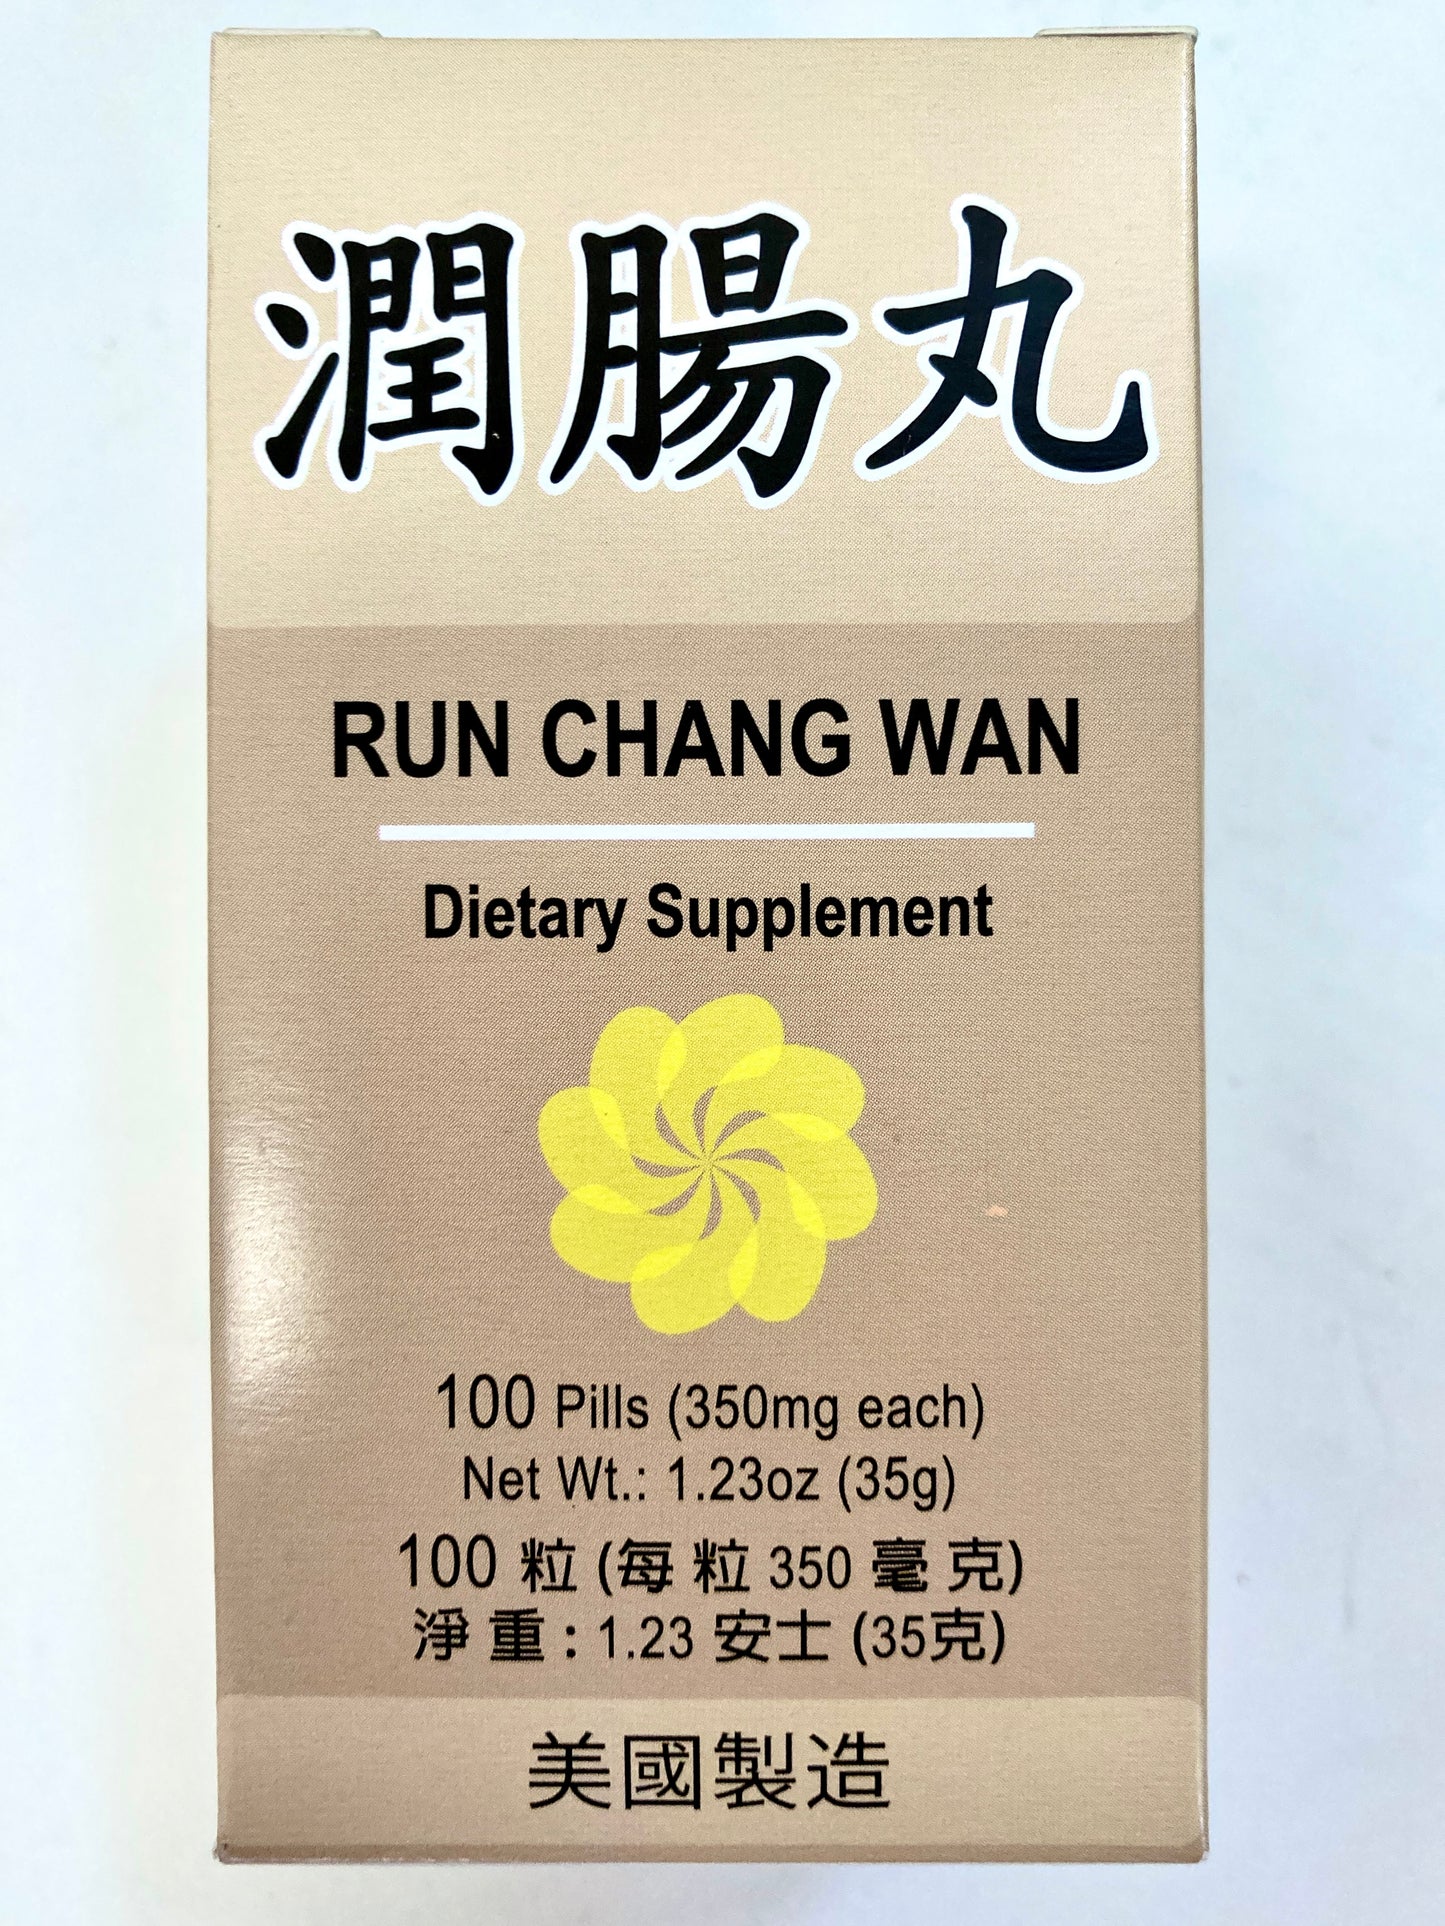 潤腸丸
RUN CHANG WAN
Dietary Supplement
100 Pills (350mg each)
Net Wt.: 1.23oz (35g)
100 粒 (每 粒 350 毫 克)
淨 重 : 1.23 安士 (35克)
美國製造